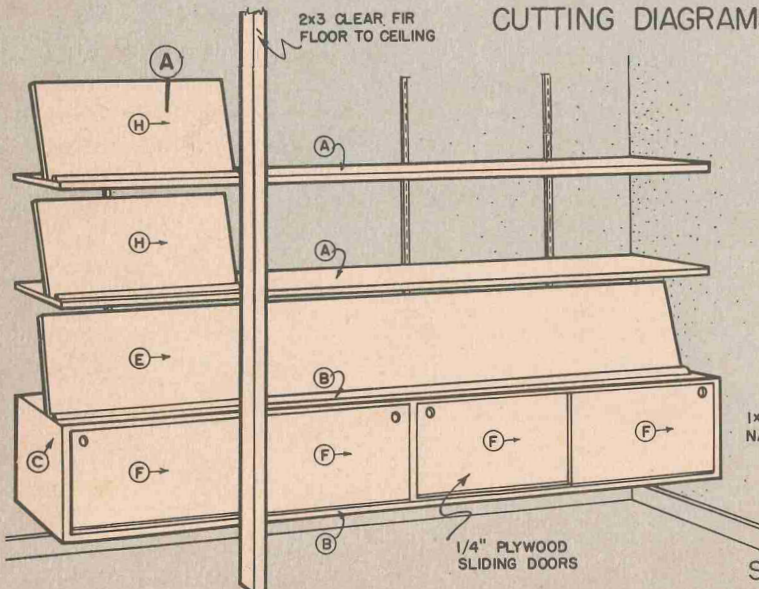 2x3 CLEAR FIR
FLOOR TO CEILING
CUTTING DIAGRAM
A
H
A
H
A
E
B
C
F
F
F
F
B
1/4" PLYWOOD
SLIDING DOORS